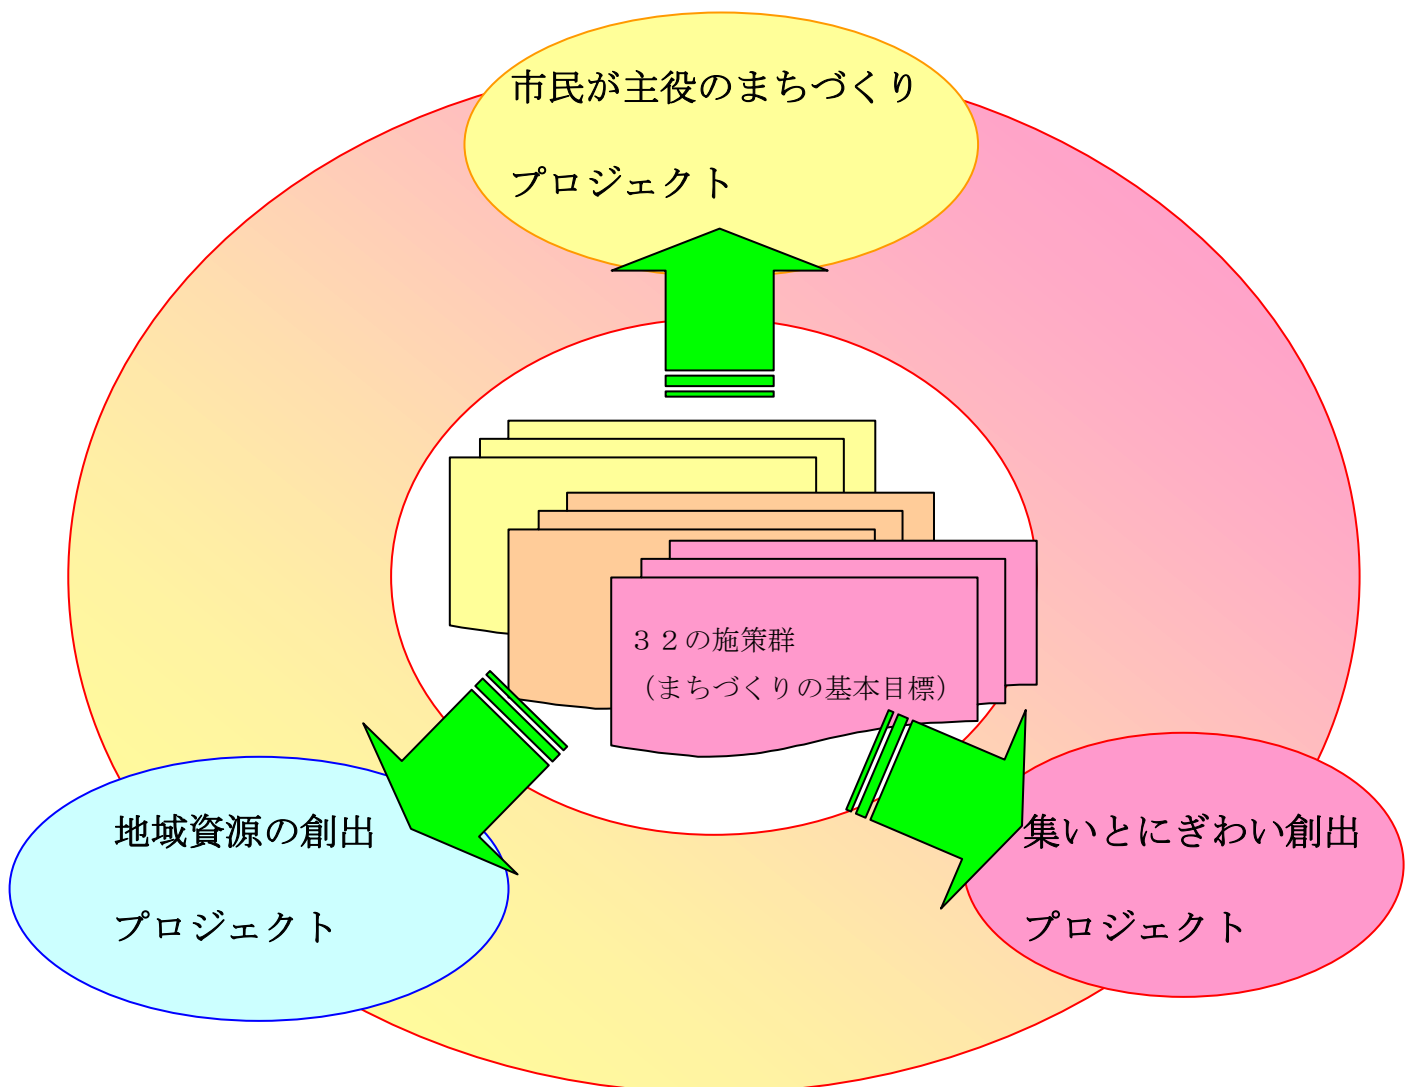 市民が主役のまちづくり
プロジェクト
３２の施策群
（まちづくりの基本目標）
地域資源の創出
プロジェクト
集いとにぎわい創出
プロジェクト